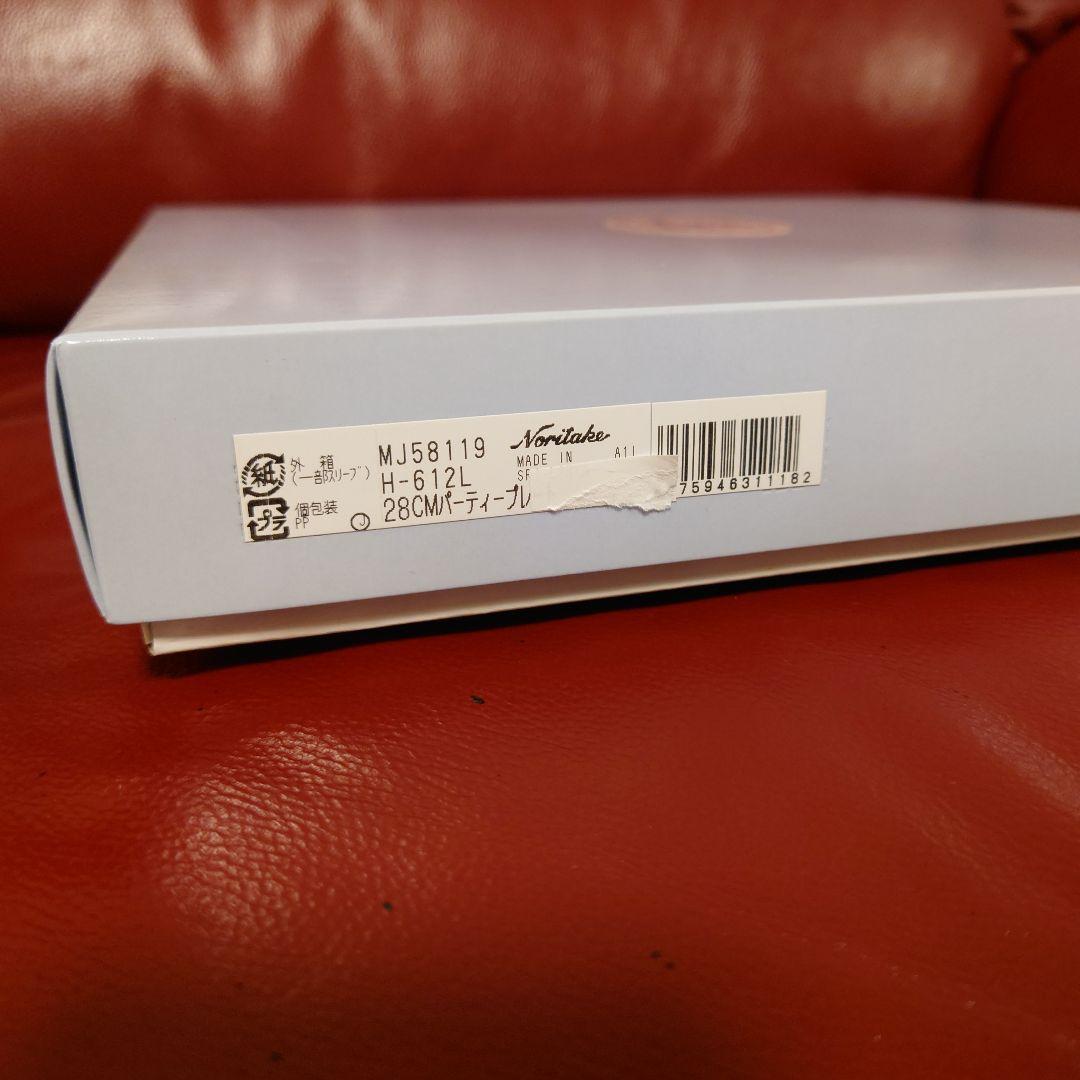 紙
外 箱
(一部スリーブ)
プラ
個包装
PP
J
MJ58119
H-612L
28CMパーティープレ
Noritake
MADE IN
SR
A11
75946311182